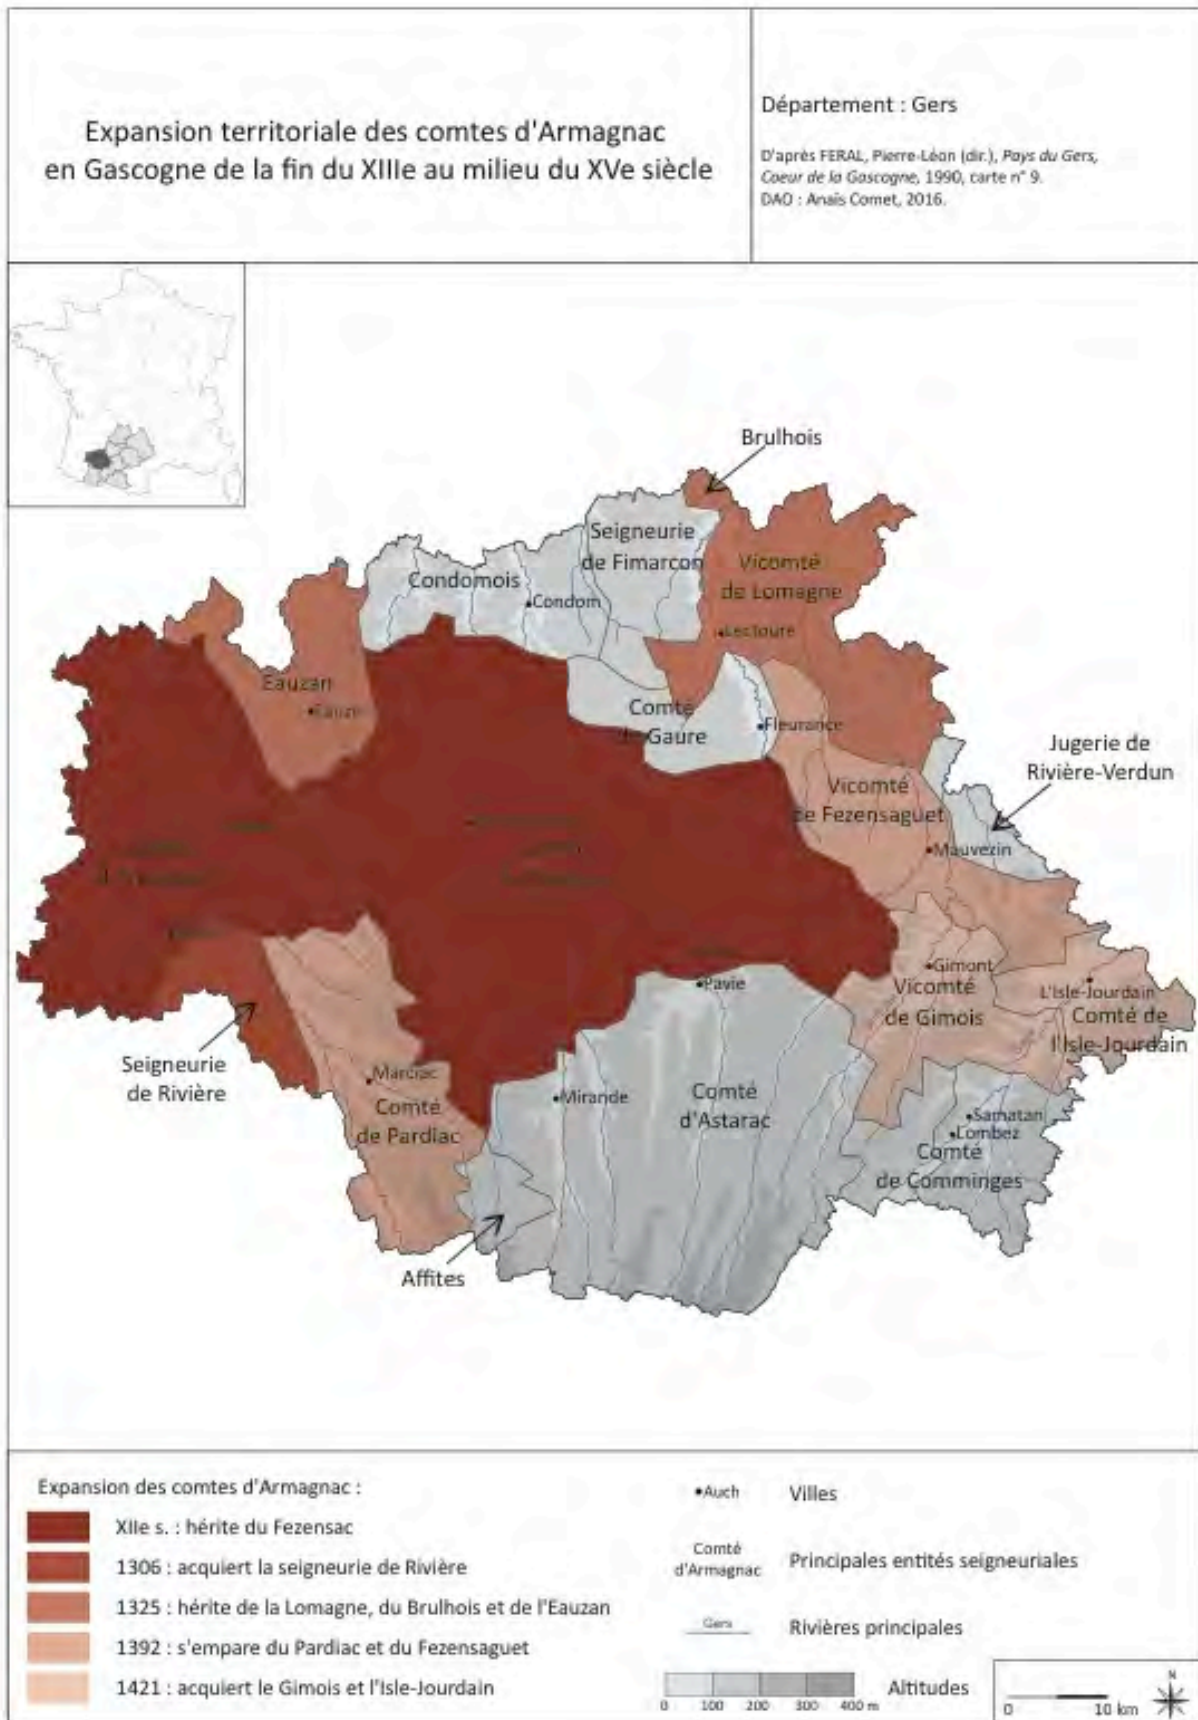 Expansion territoriale des comtes d'Armagnac
en Gascogne de la fin du XIIIe au milieu du XVe siècle
Département : Gers
D'après FERAL, Pierre-Léon (dir.), Pays du Gers,
Coeur de la Gascogne, 1990, carte n° 9.
DAO : Anaïs Comet, 2016.
Brulhois
Seigneurie
de Fimarcon
Vicomté
de Lomagne
Condomois
Condom
Lectoure
Eauzan
Eauze
Comté
de Gaure
Fleurance
Jugerie de
Rivière-Verdun
Vicomté
de Fezensaguet
Mauvezin
Gimont
Vicomté
de Gimois
L'Isle-Jourdain
Comté de
l'Isle-Jourdain
Pavie
Seigneurie
de Rivière
Marciac
Comté
de Pardiac
Mirande
Comté
d'Astarac
Samatan
Lombez
Comté
de Comminges
Affites
Expansion des comtes d'Armagnac :
XIIe s. : hérite du Fezensac
1306 : acquiert la seigneurie de Rivière
1325 : hérite de la Lomagne, du Brulhois et de l'Eauzan
1392 : s'empare du Pardiac et du Fezensaguet
1421 : acquiert le Gimois et l'Isle-Jourdain
Auch
Villes
Comté
d'Armagnac
Principales entités seigneuriales
Gers
Rivières principales
0 100 200 300 400 m
Altitudes
0 10 km
N